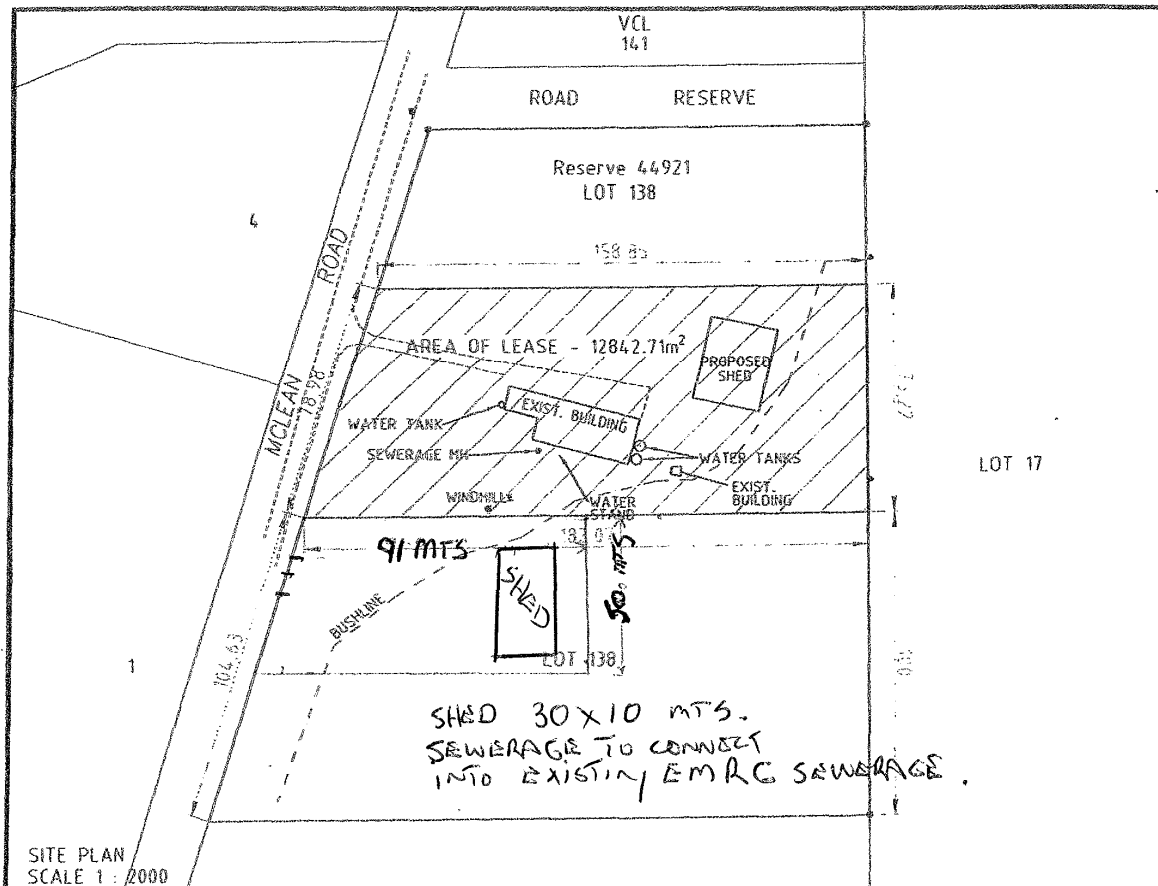 VCL
141
ROAD RESERVE
Reserve 44921
LOT 138
4
MCLEAN ROAD
158.85
AREA OF LEASE - 12842.71m²
78.98
PROPOSED
SHED
EXIST. BUILDING
WATER TANK
SEWERAGE MH
WATER TANKS
LOT 17
WINDMILL
WATER
STAND
EXIST.
BUILDING
91 MTS
50 MTS
SHED
BUSHLINE
1
104.63
LOT 138
100
SHED 30 X 10 MTS.
SEWERAGE TO CONNECT
INTO EXISTIN, EMRC SEWERAGE.
SITE PLAN
SCALE 1 : 2000